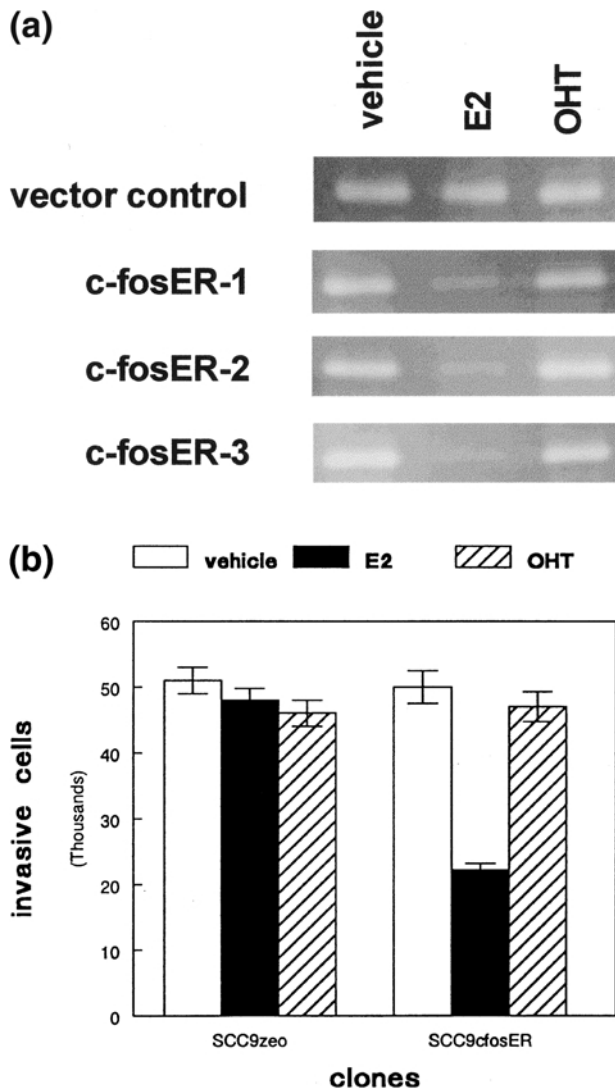 (a)
vehicle
E2
OHT
vector control
c-fosER-1
c-fosER-2
c-fosER-3
(b)
vehicle E2 OHT
60
50
40
30
20
10
0
invasive cells
(Thousands)
SCC9zeo SCC9cfosER
clones